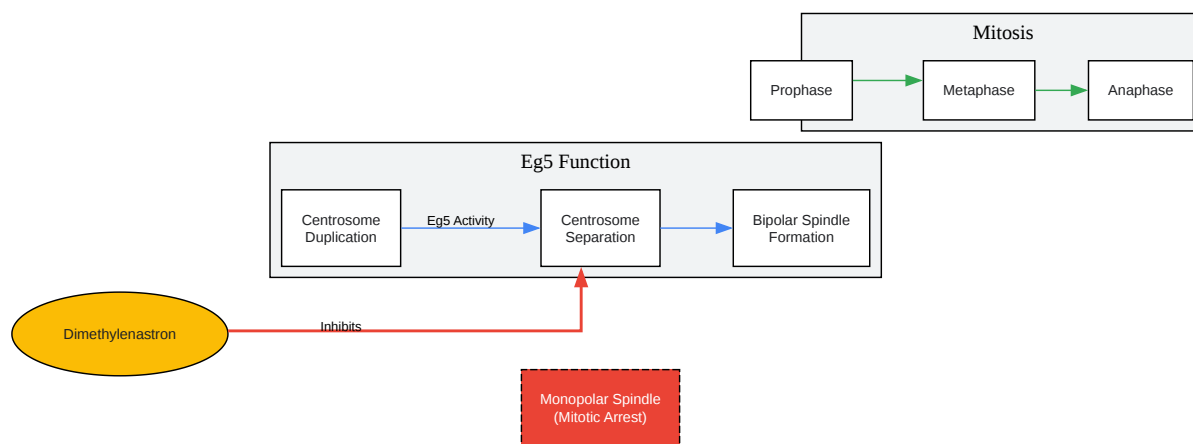 Mitosis
Prophase
Metaphase
Anaphase
Eg5 Function
Centrosome
Duplication
Eg5 Activity
Centrosome
Separation
Bipolar Spindle
Formation
Dimethylenastron
Inhibits
Monopolar Spindle
(Mitotic Arrest)